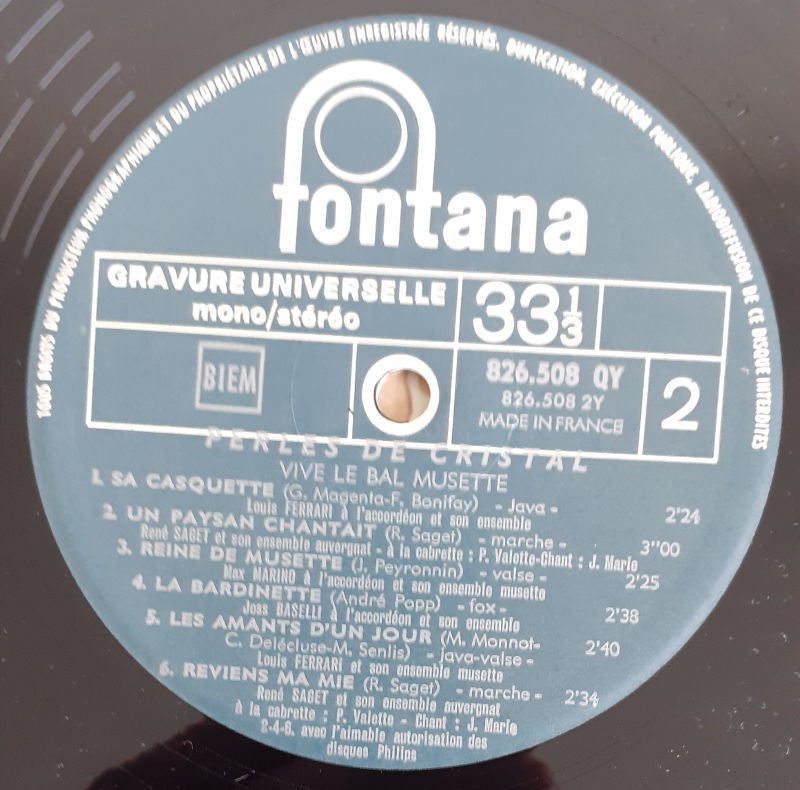 TOUS DROITS DU PRODUCTEUR PHONOGRAPHIQUE ET DU PROPRIÉTAIRE DE L'ŒUVRE ENREGISTRÉE RÉSERVÉS. DUPLICATION, EXÉCUTION PUBLIQUE, RADIODIFFUSION DE CE DISQUE INTERDITES
fontana
GRAVURE UNIVERSELLE
mono/stéréo
33 1/3
BIEM
826.508 QY
826.508 2Y
MADE IN FRANCE
2
PERLES DE CRISTAL
VIVE LE BAL MUSETTE
1. SA CASQUETTE (G. Magenta-F. Bonifay) - Java - 2'24
Louis FERRARI à l'accordéon et son ensemble
2. UN PAYSAN CHANTAIT (R. Saget) - marche - 3"00
René SAGET et son ensemble auvergnat - à la cabrette : P. Valette-Chant : J. Marie
3. REINE DE MUSETTE (J. Peyronnin) - valse - 2'25
Max MARINO à l'accordéon et son ensemble musette
4. LA BARDINETTE (André Popp) - fox - 2'38
Joss BASELLI à l'accordéon et son ensemble
5. LES AMANTS D'UN JOUR (M. Monnot- 2'40
C. Delécluse-M. Senlis) - java-valse -
Louis FERRARI et son ensemble musette
6. REVIENS MA MIE (R. Saget) - marche - 2'34
René SAGET et son ensemble auvergnat
à la cabrette : P. Valette - Chant : J. Marie
2-4-6. avec l'aimable autorisation des
disques Philips